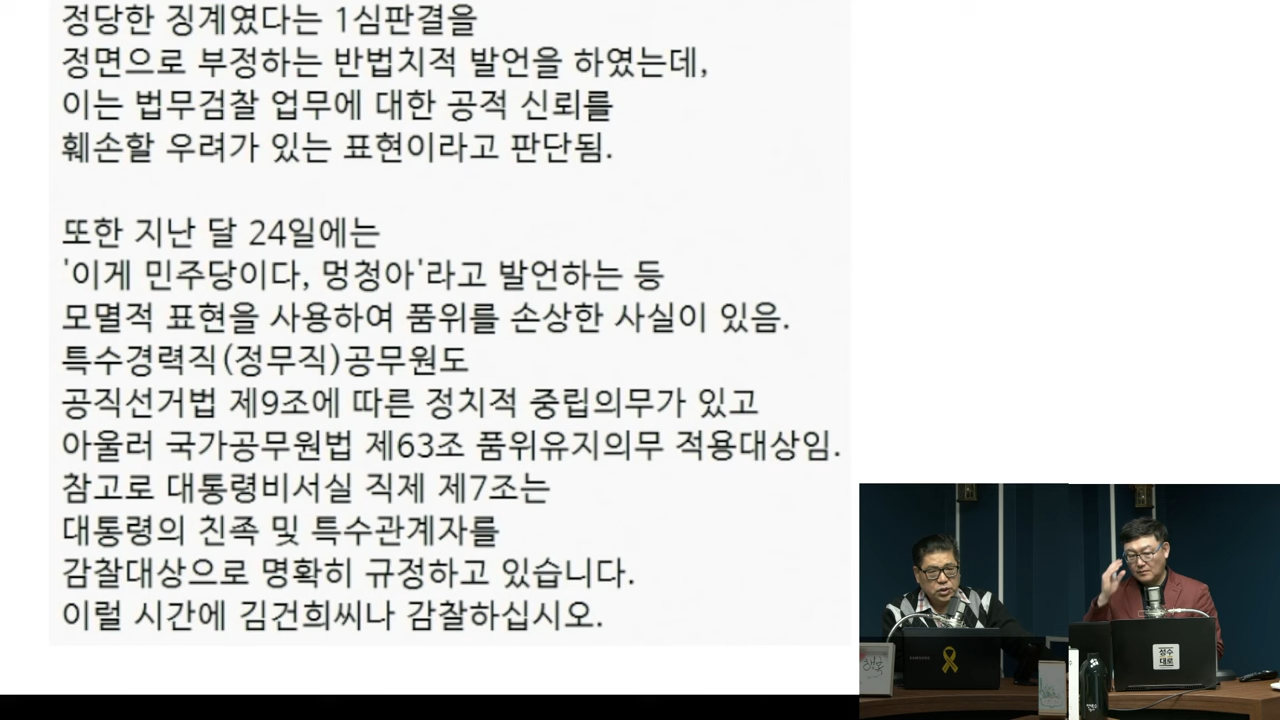 정당한 징계였다는 1심판결을
정면으로 부정하는 반법치적 발언을 하였는데,
이는 법무검찰 업무에 대한 공적 신뢰를
훼손할 우려가 있는 표현이라고 판단됨.
또한 지난 달 24일에는
'이게 민주당이다, 멍청아'라고 발언하는 등
모멸적 표현을 사용하여 품위를 손상한 사실이 있음.
특수경력직(정무직)공무원도
공직선거법 제9조에 따른 정치적 중립의무가 있고
아울러 국가공무원법 제63조 품위유지의무 적용대상임.
참고로 대통령비서실 직제 제7조는
대통령의 친족 및 특수관계자를
감찰대상으로 명확히 규정하고 있습니다.
이럴 시간에 김건희씨나 감찰하십시오.
정수
대로